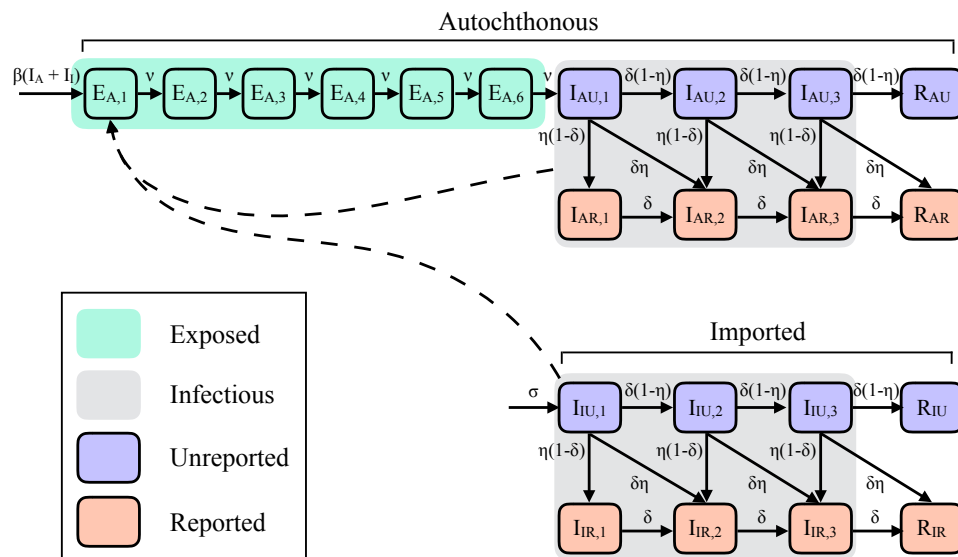 Autochthonous
β(I_A + I_I) ν ν ν ν ν ν δ(1-η) δ(1-η) δ(1-η)
E_A,1 E_A,2 E_A,3 E_A,4 E_A,5 E_A,6 I_AU,1 I_AU,2 I_AU,3 R_AU
η(1-δ) η(1-δ) η(1-δ)
δη δη δη
I_AR,1 δ I_AR,2 δ I_AR,3 δ R_AR
Imported
σ δ(1-η) δ(1-η) δ(1-η)
I_IU,1 I_IU,2 I_IU,3 R_IU
η(1-δ) η(1-δ) η(1-δ)
δη δη δη
I_IR,1 δ I_IR,2 δ I_IR,3 δ R_IR
Exposed
Infectious
Unreported
Reported